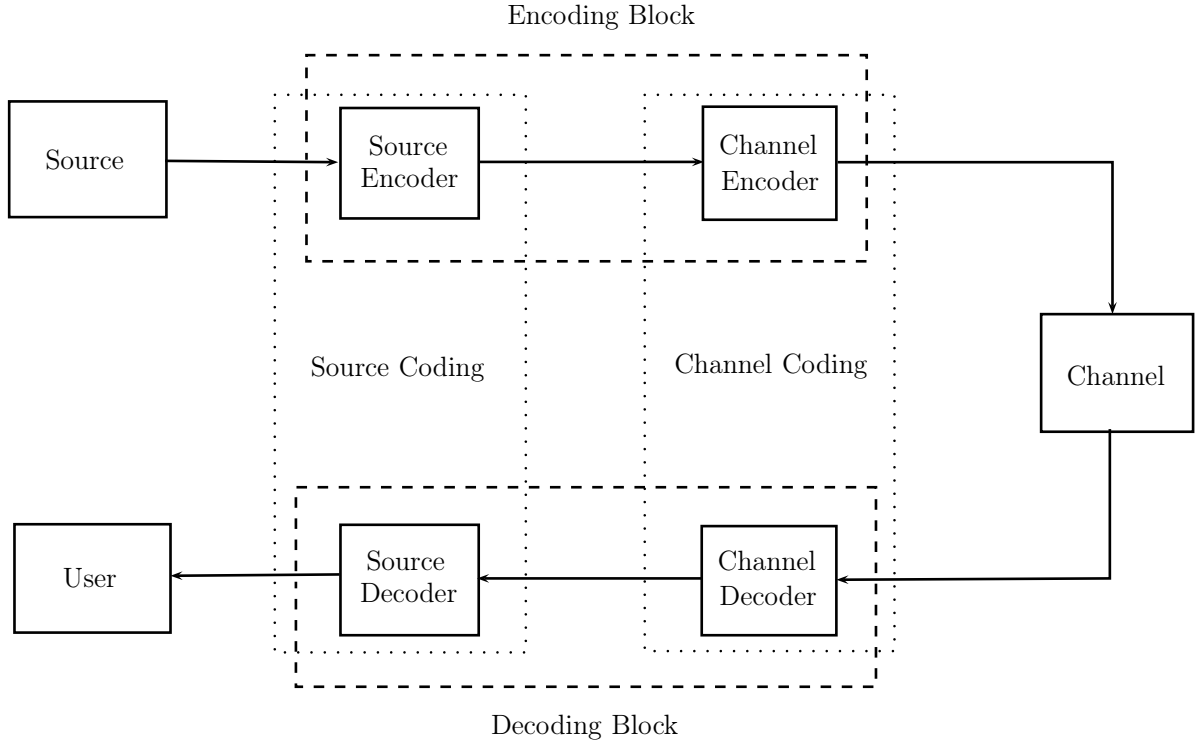 Encoding Block
Source
Source
Encoder
Channel
Encoder
Source Coding
Channel Coding
Channel
User
Source
Decoder
Channel
Decoder
Decoding Block